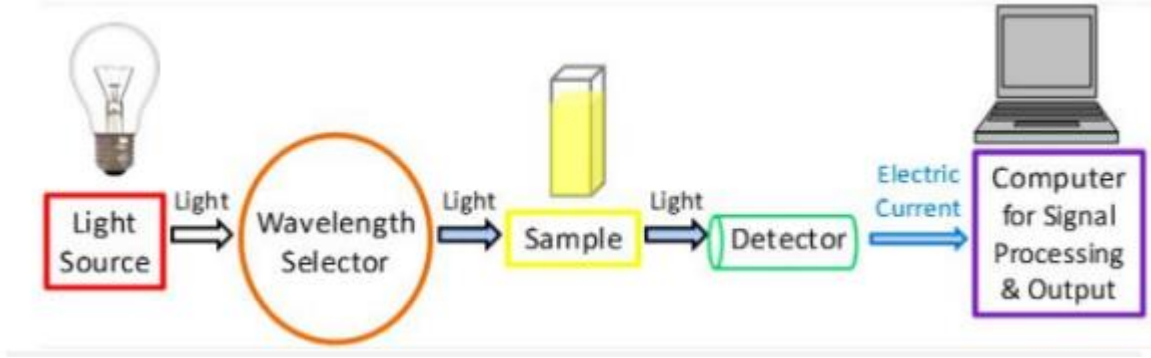 Light
Source
Light
Wavelength
Selector
Light
Sample
Light
Detector
Electric
Current
Computer
for Signal
Processing
& Output